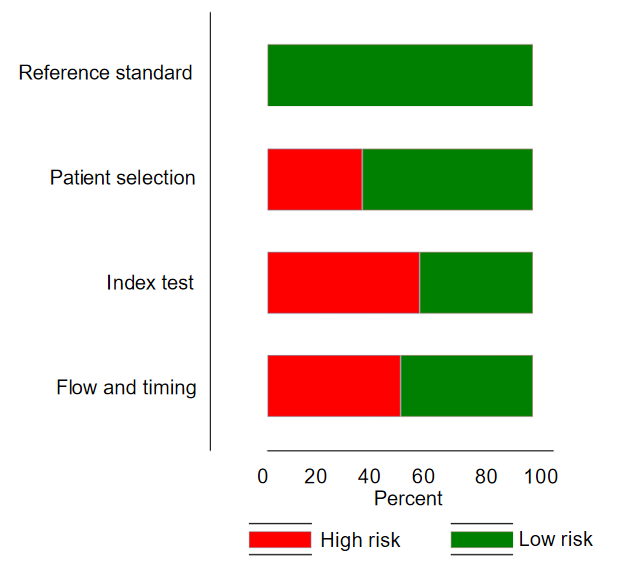 Reference standard
Patient selection
Index test
Flow and timing
0 20 40 60 80 100
Percent
High risk Low risk